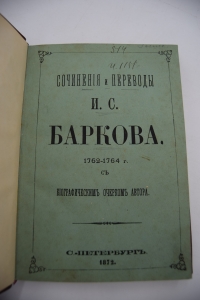 СОЧИНЕНІЯ и ПЕРЕВОДЫ
И. С.
БАРКОВА.
1762-1764 г.
СЪ
БІОГРАФИЧЕСКИМЪ ОЧЕРКОМЪ АВТОРА.
С.-ПЕТЕРБУРГЪ.
1872.